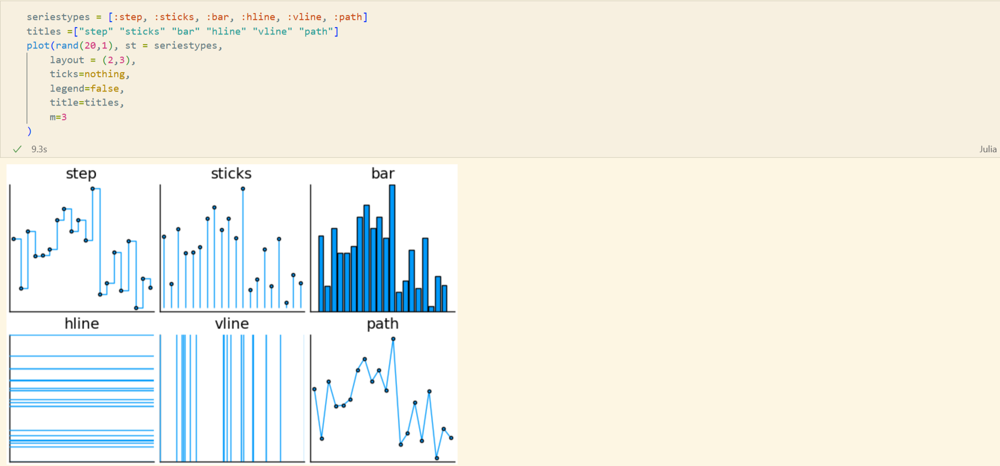 seriestypes = [:step, :sticks, :bar, :hline, :vline, :path]
titles =["step" "sticks" "bar" "hline" "vline" "path"]
plot(rand(20,1), st = seriestypes,
    layout = (2,3),
    ticks=nothing,
    legend=false,
    title=titles,
    m=3
)
9.3s
Julia
step
sticks
bar
hline
vline
path